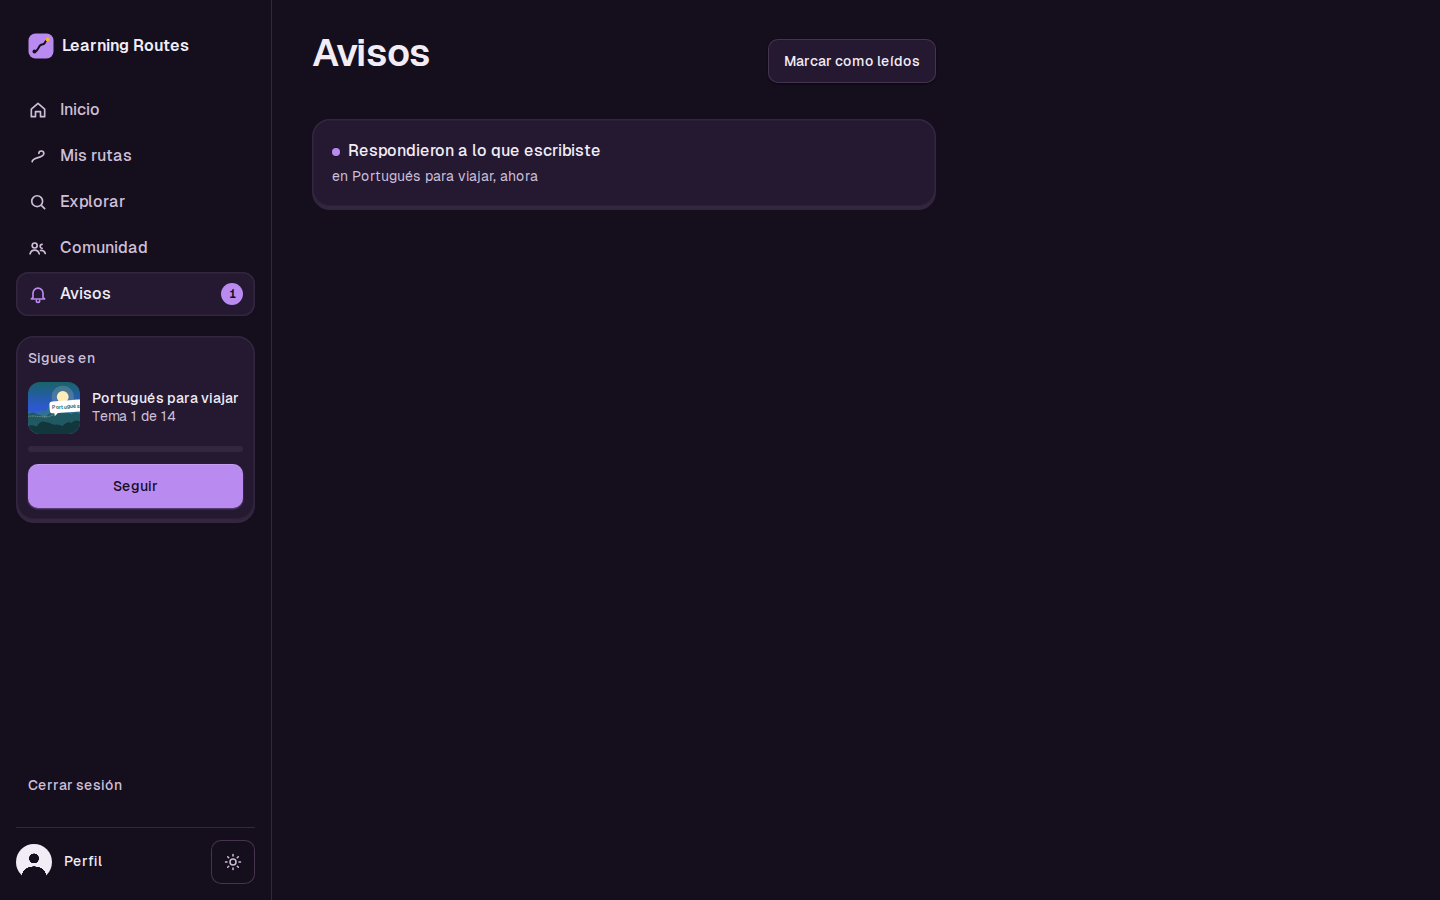 Learning Routes
Inicio
Mis rutas
Explorar
Comunidad
Avisos
1
Sigues en
Portugués para viajar
Tema 1 de 14
Seguir
Cerrar sesión
Perfil
Avisos
Marcar como leídos
Respondieron a lo que escribiste
en Portugués para viajar, ahora